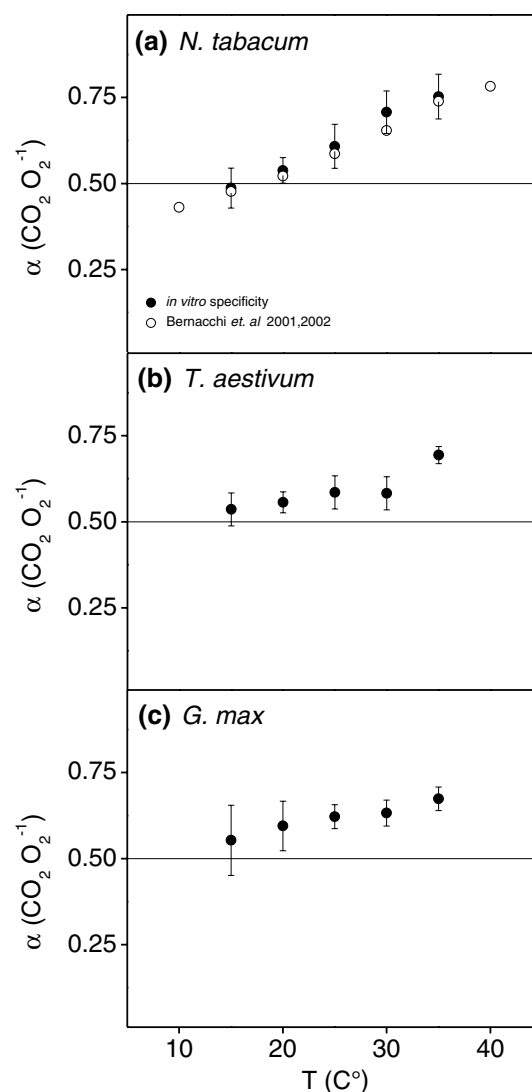 (a) N. tabacum
0.75
0.50
0.25
α (CO₂ O₂⁻¹)
in vitro specificity
Bernacchi et. al 2001,2002
(b) T. aestivum
0.75
0.50
0.25
α (CO₂ O₂⁻¹)
(c) G. max
0.75
0.50
0.25
α (CO₂ O₂⁻¹)
10 20 30 40
T (C°)